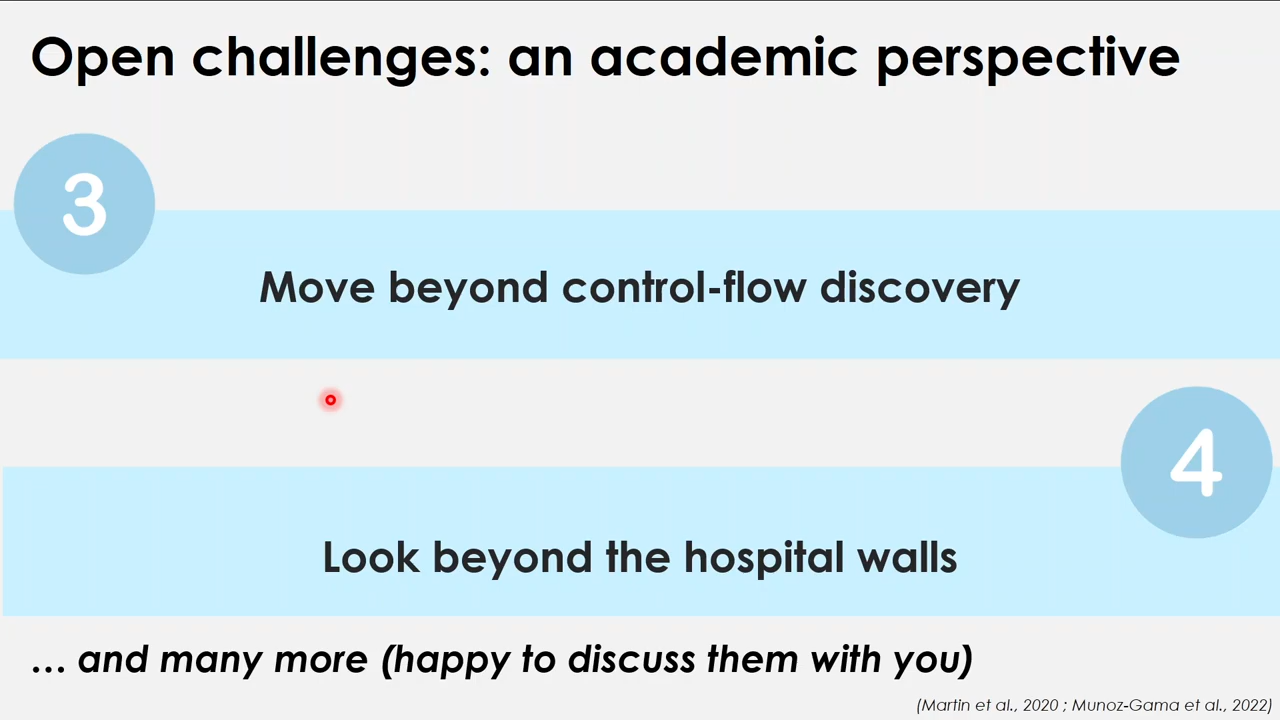 Open challenges: an academic perspective
3
Move beyond control-flow discovery
4
Look beyond the hospital walls
... and many more (happy to discuss them with you)
(Martin et al., 2020 ; Munoz-Gama et al., 2022)